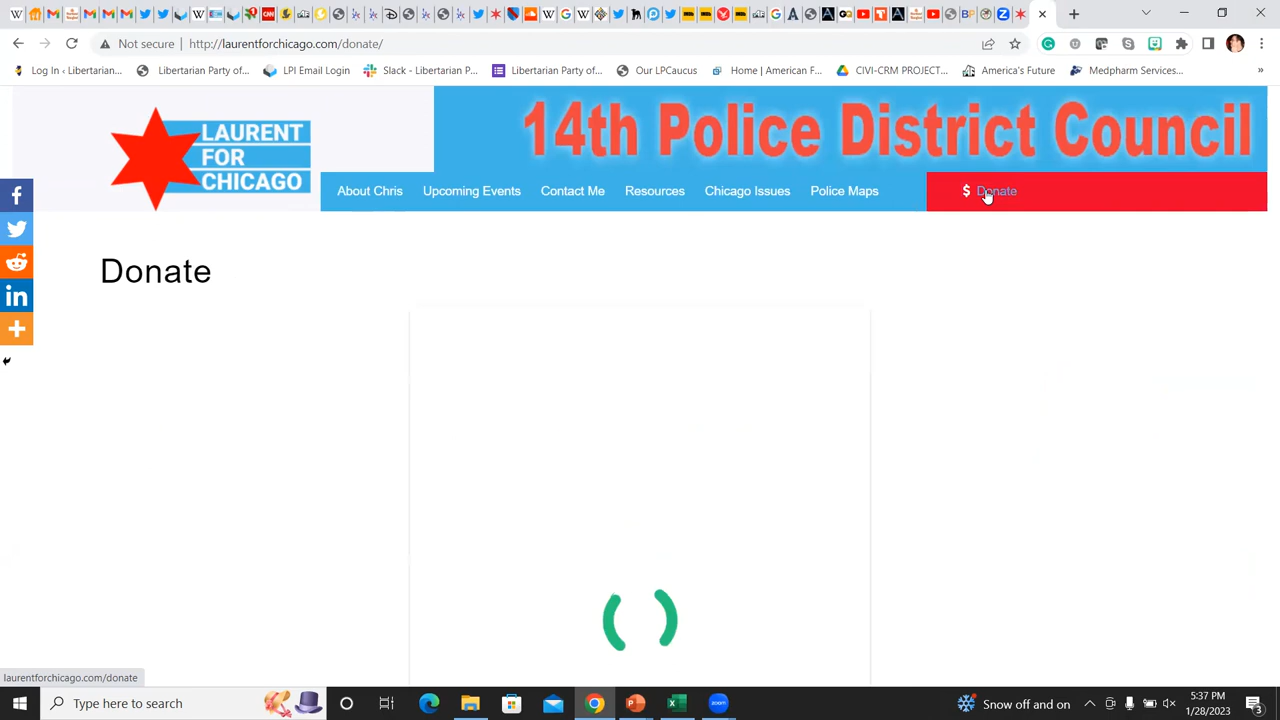 Not secure | http://laurentforchicago.com/donate/
Log In ‹ Libertarian...
Libertarian Party of...
LPI Email Login
Slack - Libertarian P...
Libertarian Party of...
Our LPCaucus
Home | American F...
CIVI-CRM PROJECT...
America's Future
Medpharm Services...
»
LAURENT
FOR
CHICAGO
14th Police District Council
About Chris
Upcoming Events
Contact Me
Resources
Chicago Issues
Police Maps
$ Donate
Donate
laurentforchicago.com/donate
Type here to search
zoom
Snow off and on
5:37 PM
1/28/2023
3